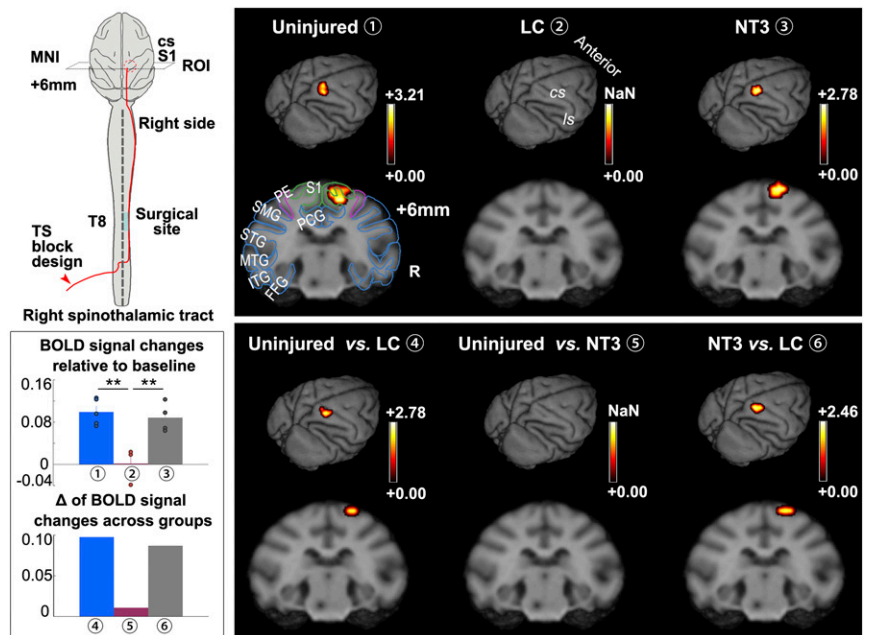 MNI
+6mm
cs
S1
ROI
Right side
T8
Surgical
site
TS
block
design
Right spinothalamic tract
Uninjured ①
LC ②
NT3 ③
Anterior
cs
ls
+3.21
+0.00
NaN
+0.00
+2.78
+0.00
S1
PE
SMG
PCG
STG
MTG
ITG
FFG
+6mm
R
BOLD signal changes
relative to baseline
0.16
** **
0.08
0
-0.04
① ② ③
Δ of BOLD signal
changes across groups
0.10
0.05
0
④ ⑤ ⑥
Uninjured vs. LC ④
Uninjured vs. NT3 ⑤
NT3 vs. LC ⑥
+2.78
+0.00
NaN
+0.00
+2.46
+0.00